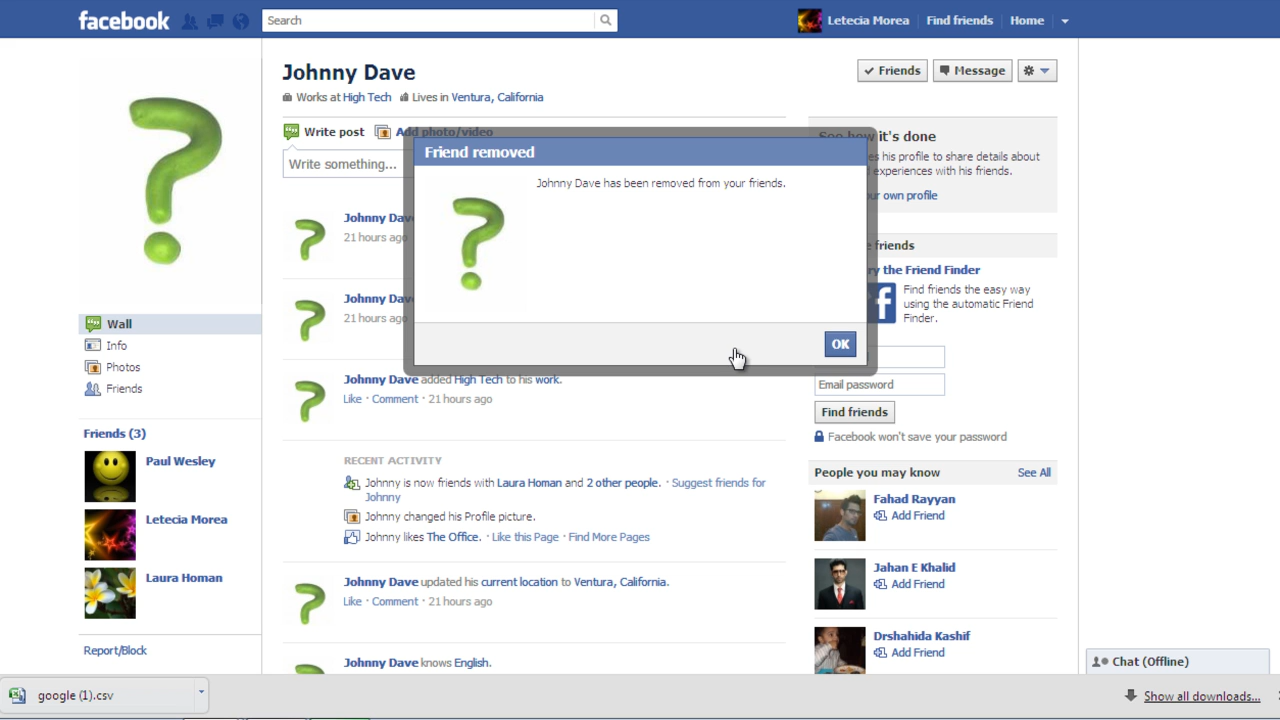 facebook
Search
Letecia Morea
Find friends
Home
Johnny Dave
Works at High Tech
Lives in Ventura, California
Friends
Message
Write post
Add photo/video
Write something...
Friend removed
Johnny Dave has been removed from your friends.
OK
Johnny Dav
21 hours ago
Johnny Dav
21 hours ago
Johnny Dave added High Tech to his work.
Like · Comment · 21 hours ago
RECENT ACTIVITY
Johnny is now friends with Laura Homan and 2 other people. · Suggest friends for
Johnny
Johnny changed his Profile picture.
Johnny likes The Office. · Like this Page · Find More Pages
Johnny Dave updated his current location to Ventura, California.
Like · Comment · 21 hours ago
Johnny Dave knows English.
Wall
Info
Photos
Friends
Friends (3)
Paul Wesley
Letecia Morea
Laura Homan
Report/Block
See how it's done
es his profile to share details about
experiences with his friends.
ur own profile
friends
ry the Friend Finder
Find friends the easy way
using the automatic Friend
Finder.
Email password
Find friends
Facebook won't save your password
People you may know
See All
Fahad Rayyan
Add Friend
Jahan E Khalid
Add Friend
Drshahida Kashif
Add Friend
Chat (Offline)
google (1).csv
Show all downloads...